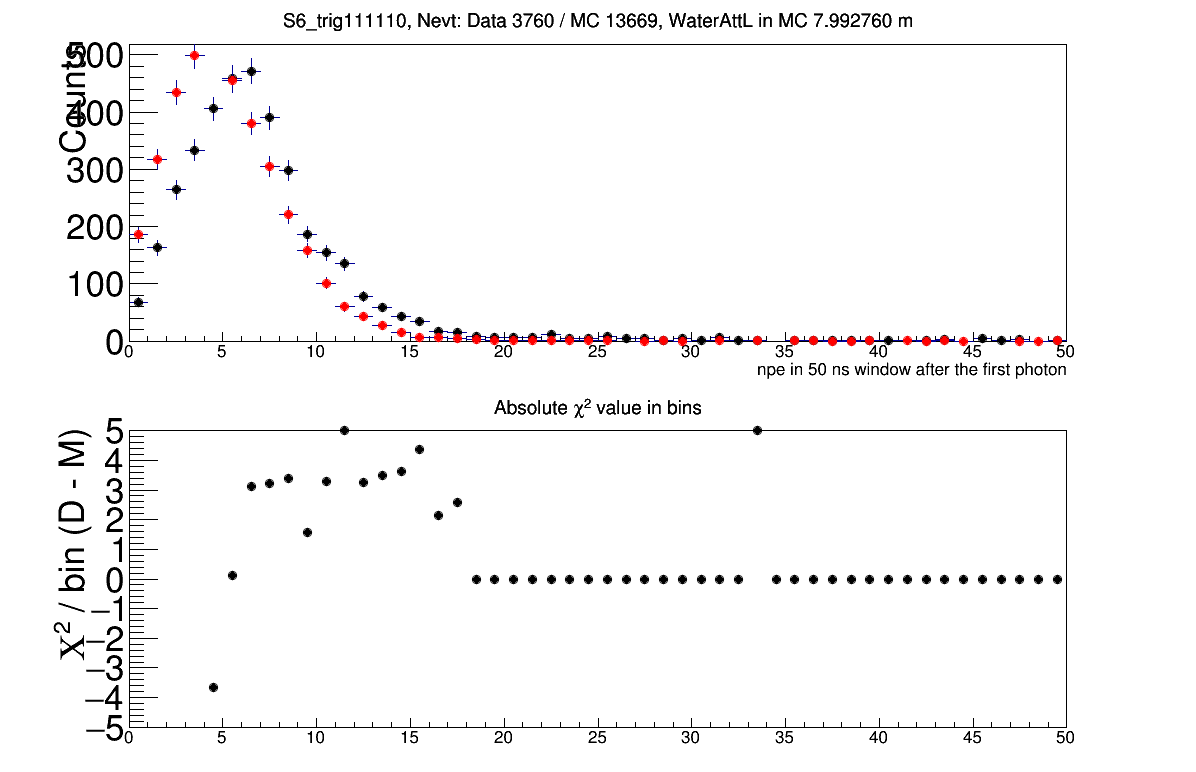 S6_trig111110, Nevt: Data 3760 / MC 13669, WaterAttL in MC 7.992760 m
Counts
500
400
300
200
100
0
0 5 10 15 20 25 30 35 40 45 50
npe in 50 ns window after the first photon
Absolute χ² value in bins
X² / bin (D - M)
5
4
3
2
1
0
−1
−2
−3
−4
−5
0 5 10 15 20 25 30 35 40 45 50